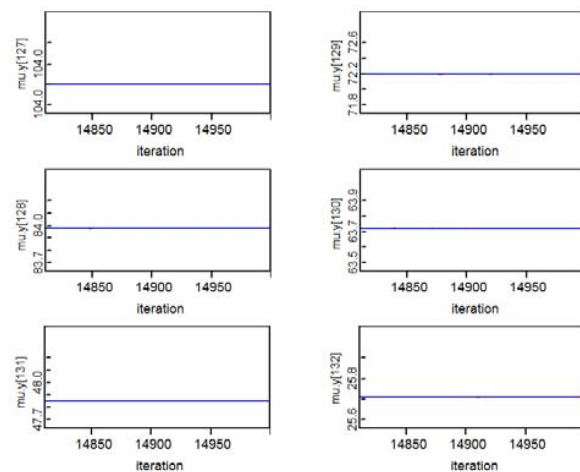 mu.y[127]
104.0
104.0
14850 14900 14950
iteration
mu.y[129]
72.6
72.2
71.8
14850 14900 14950
iteration
mu.y[128]
84.0
83.7
14850 14900 14950
iteration
mu.y[130]
63.9
63.7
63.5
14850 14900 14950
iteration
mu.y[131]
48.0
47.7
14850 14900 14950
iteration
mu.y[132]
25.8
25.6
14850 14900 14950
iteration